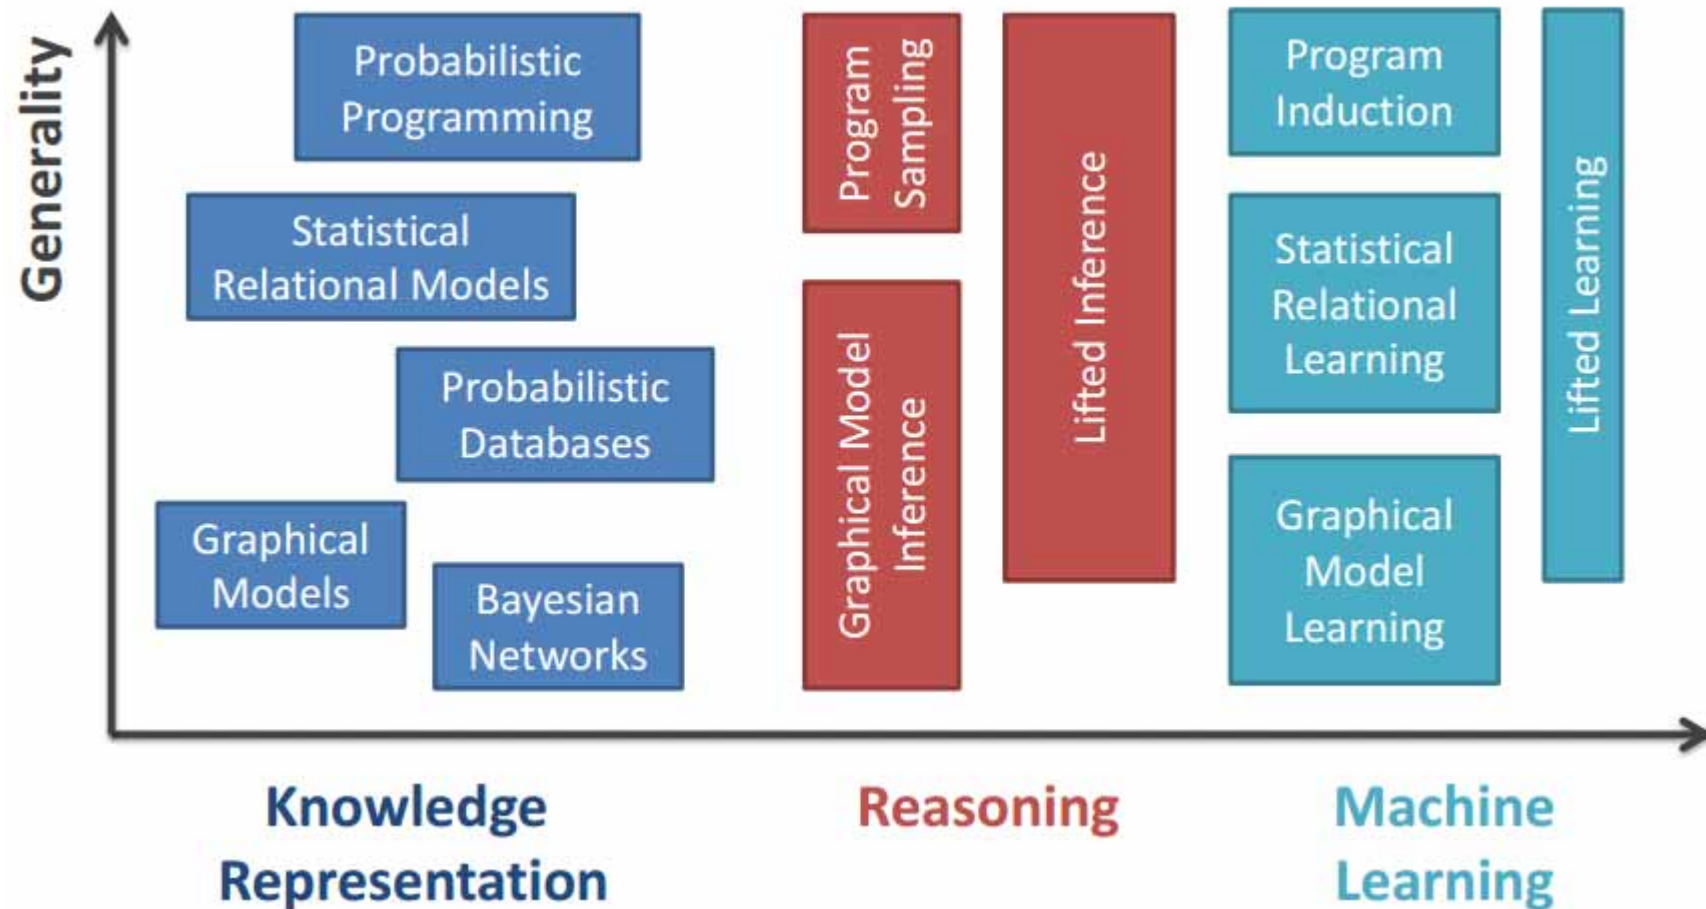 Generality
Probabilistic
Programming
Statistical
Relational Models
Probabilistic
Databases
Graphical
Models
Bayesian
Networks
Program
Sampling
Graphical Model
Inference
Lifted Inference
Program
Induction
Statistical
Relational
Learning
Graphical
Model
Learning
Lifted Learning
Knowledge
Representation
Reasoning
Machine
Learning